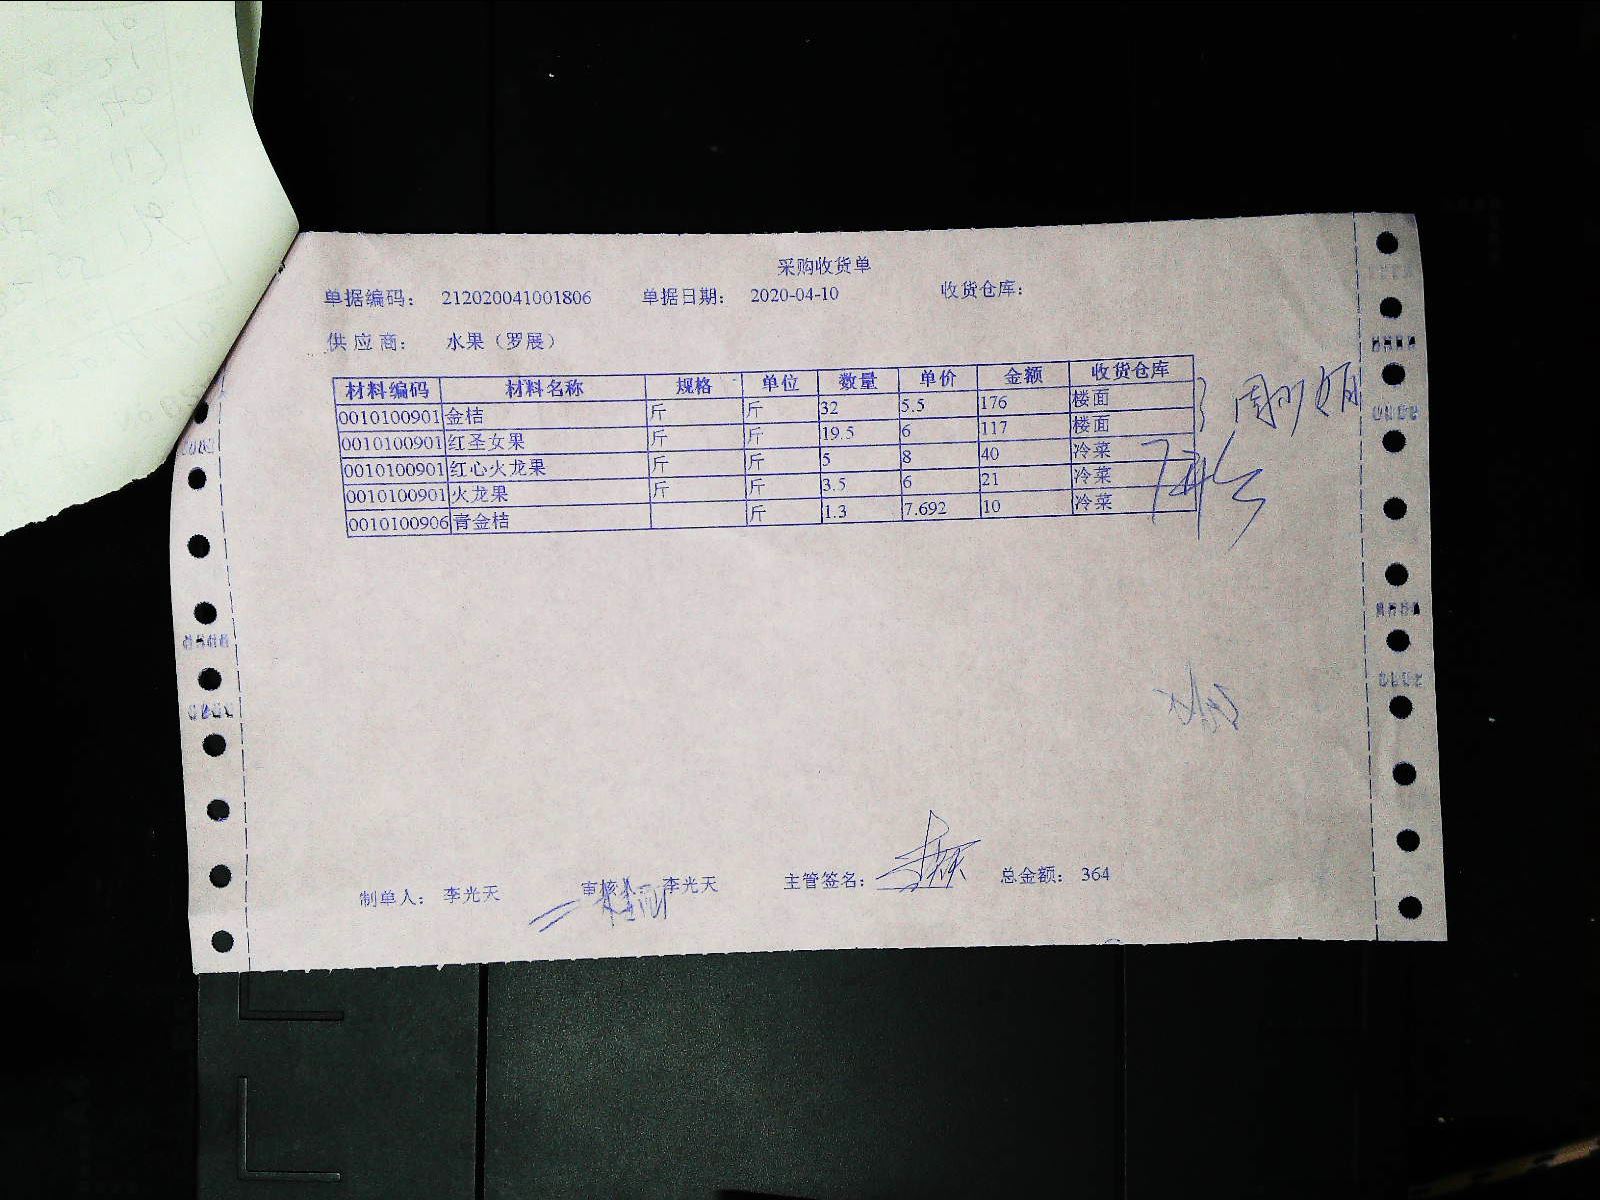 采购收货单
单据编码： 212020041001806 单据日期： 2020-04-10 收货仓库：
供应商： 水果（罗展）
材料编码 材料名称 规格 单位 数量 单价 金额 收货仓库
0010100901 金桔 斤 斤 32 5.5 176 楼面
0010100901 红圣女果 斤 斤 19.5 6 117 楼面
0010100901 红心火龙果 斤 斤 5 8 40 冷菜
0010100901 火龙果 斤 斤 3.5 6 21 冷菜
0010100906 青金桔 斤 1.3 7.692 10 冷菜
制单人： 李光天 审核人： 李光天 主管签名： 总金额： 364